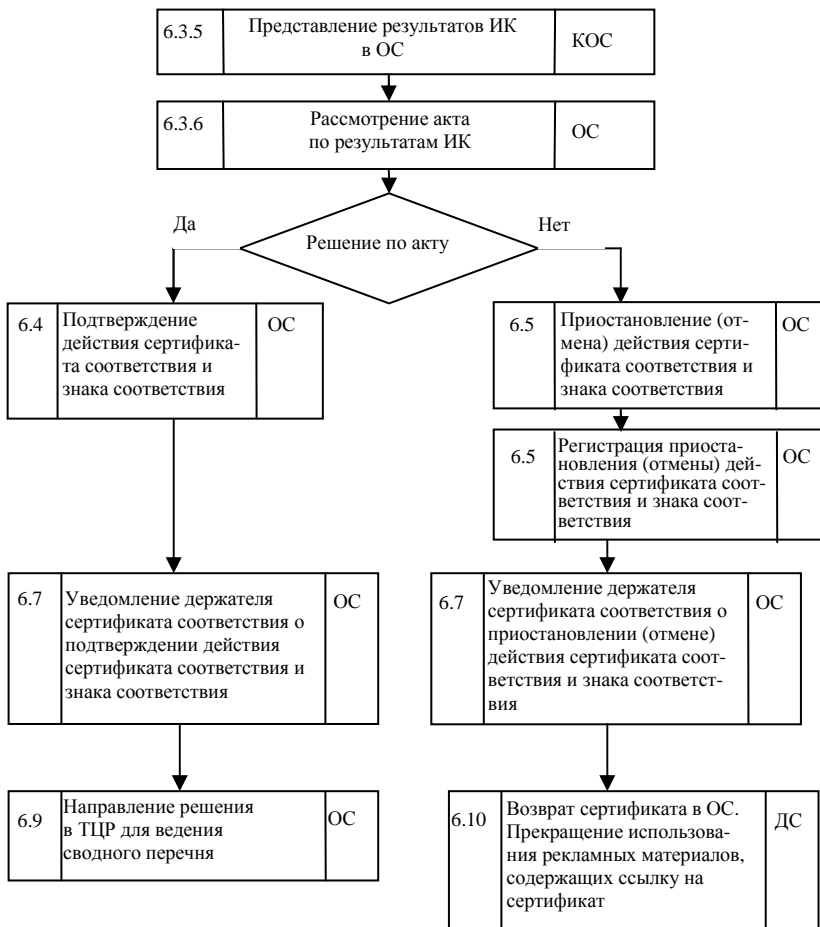 6.3.5
Представление результатов ИК
в ОС
КОС
6.3.6
Рассмотрение акта
по результатам ИК
ОС
Да
Нет
Решение по акту
6.4
Подтверждение
действия сертифика-
та соответствия и
знака соответствия
ОС
6.5
Приостановление (от-
мена) действия серти-
фиката соответствия и
знака соответствия
ОС
6.5
Регистрация приоста-
новления (отмены) дей-
ствия сертификата соот-
ветствия и знака соот-
ветствия
ОС
6.7
Уведомление держателя
сертификата соответствия о
подтверждении действия
сертификата соответствия и
знака соответствия
ОС
6.7
Уведомление держателя
сертификата соответствия о
приостановлении (отмене)
действия сертификата соот-
ветствия и знака соответст-
вия
ОС
6.9
Направление решения
в ТЦР для ведения
сводного перечня
ОС
6.10
Возврат сертификата в ОС.
Прекращение использова-
ния рекламных материалов,
содержащих ссылку на
сертификат
ДС